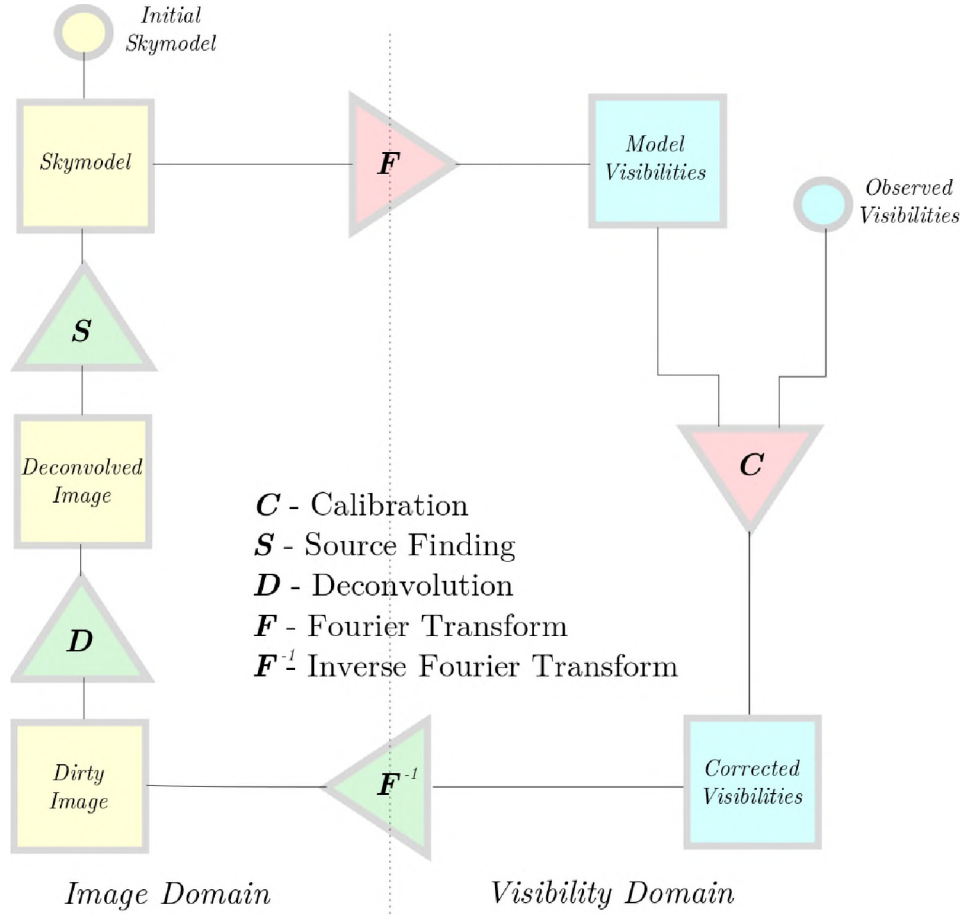 Initial
Skymodel
Skymodel
F
Model
Visibilities
Observed
Visibilities
S
C
Deconvolved
Image
C - Calibration
S - Source Finding
D - Deconvolution
F - Fourier Transform
F⁻¹ - Inverse Fourier Transform
D
Dirty
Image
F⁻¹
Corrected
Visibilities
Image Domain
Visibility Domain